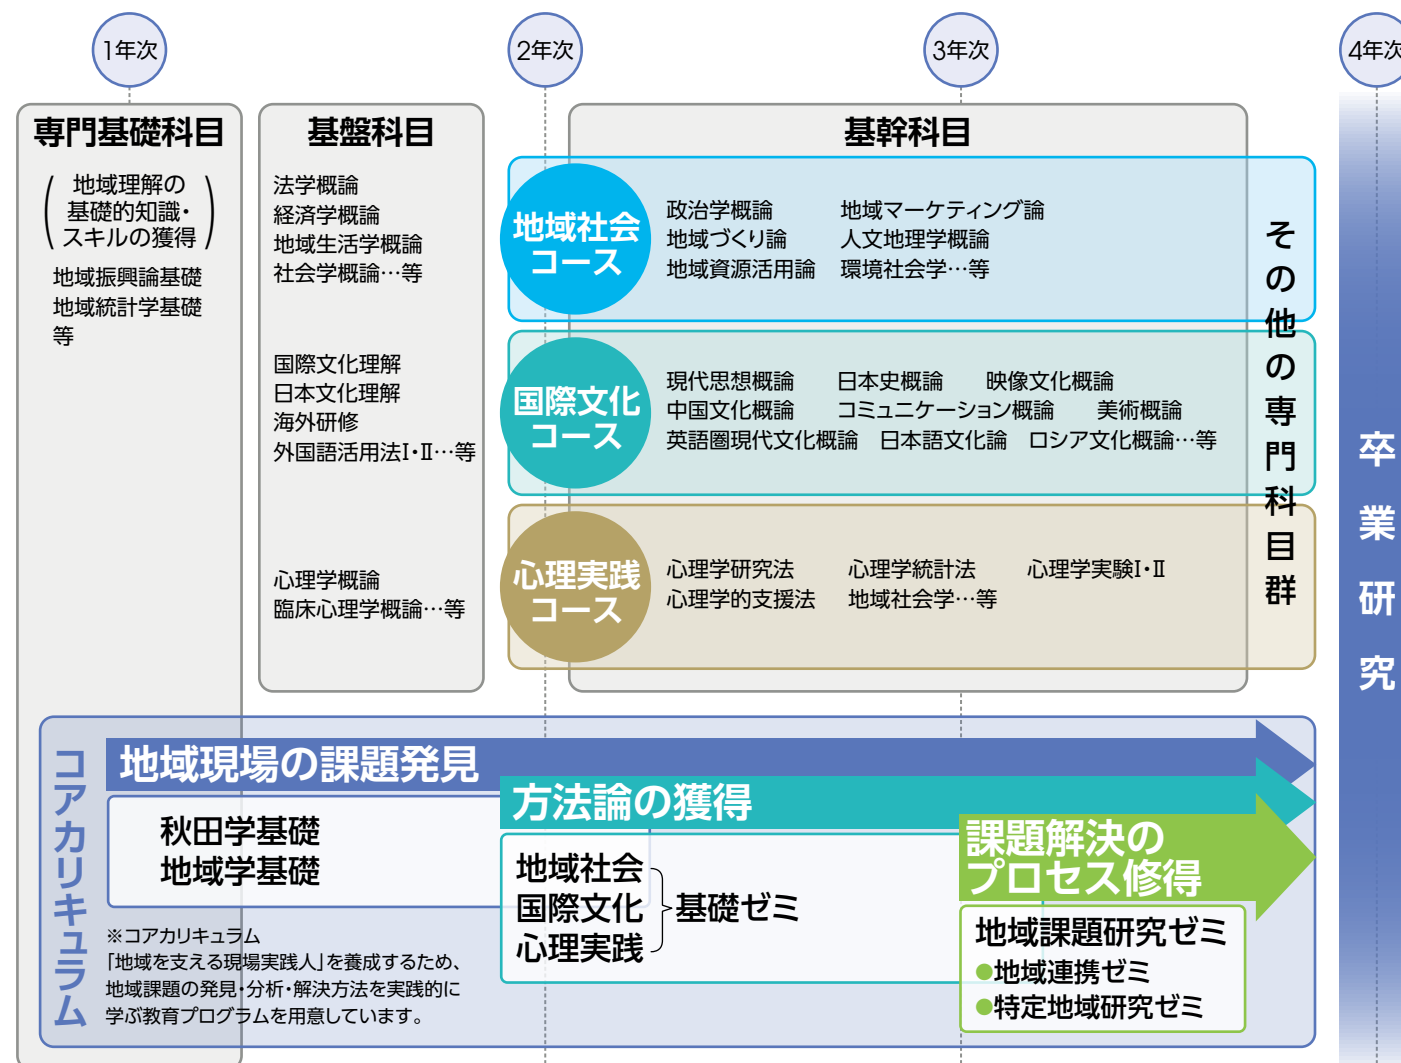 1年次
2年次
3年次
4年次
専門基礎科目
(地域理解の
基礎的知識・
スキルの獲得)
地域振興論基礎
地域統計学基礎
等
基盤科目
法学概論
経済学概論
地域生活学概論
社会学概論…等
国際文化理解
日本文化理解
海外研修
外国語活用法Ⅰ・Ⅱ…等
心理学概論
臨床心理学概論…等
基幹科目
地域社会
コース
政治学概論 地域マーケティング論
地域づくり論 人文地理学概論
地域資源活用論 環境社会学…等
国際文化
コース
現代思想概論 日本史概論 映像文化概論
中国文化概論 コミュニケーション概論 美術概論
英語圏現代文化概論 日本語文化論 ロシア文化概論…等
心理実践
コース
心理学研究法 心理学統計法 心理学実験Ⅰ・Ⅱ
心理学的支援法 地域社会学…等
その他の専門科目群
卒業研究
コアカリキュラム
地域現場の課題発見
秋田学基礎
地域学基礎
※コアカリキュラム
「地域を支える現場実践人」を養成するため、
地域課題の発見・分析・解決方法を実践的に
学ぶ教育プログラムを用意しています。
方法論の獲得
地域社会
国際文化
心理実践
基礎ゼミ
課題解決の
プロセス修得
地域課題研究ゼミ
●地域連携ゼミ
●特定地域研究ゼミ